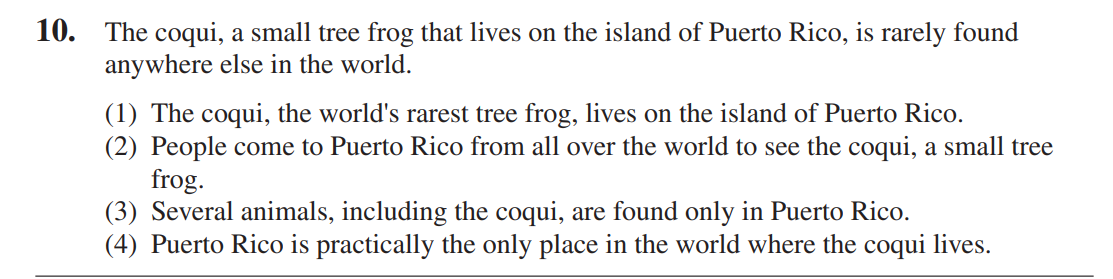 10. The coqui, a small tree frog that lives on the island of Puerto Rico, is rarely found
anywhere else in the world.
(1) The coqui, the world's rarest tree frog, lives on the island of Puerto Rico.
(2) People come to Puerto Rico from all over the world to see the coqui, a small tree
frog.
(3) Several animals, including the coqui, are found only in Puerto Rico.
(4) Puerto Rico is practically the only place in the world where the coqui lives.